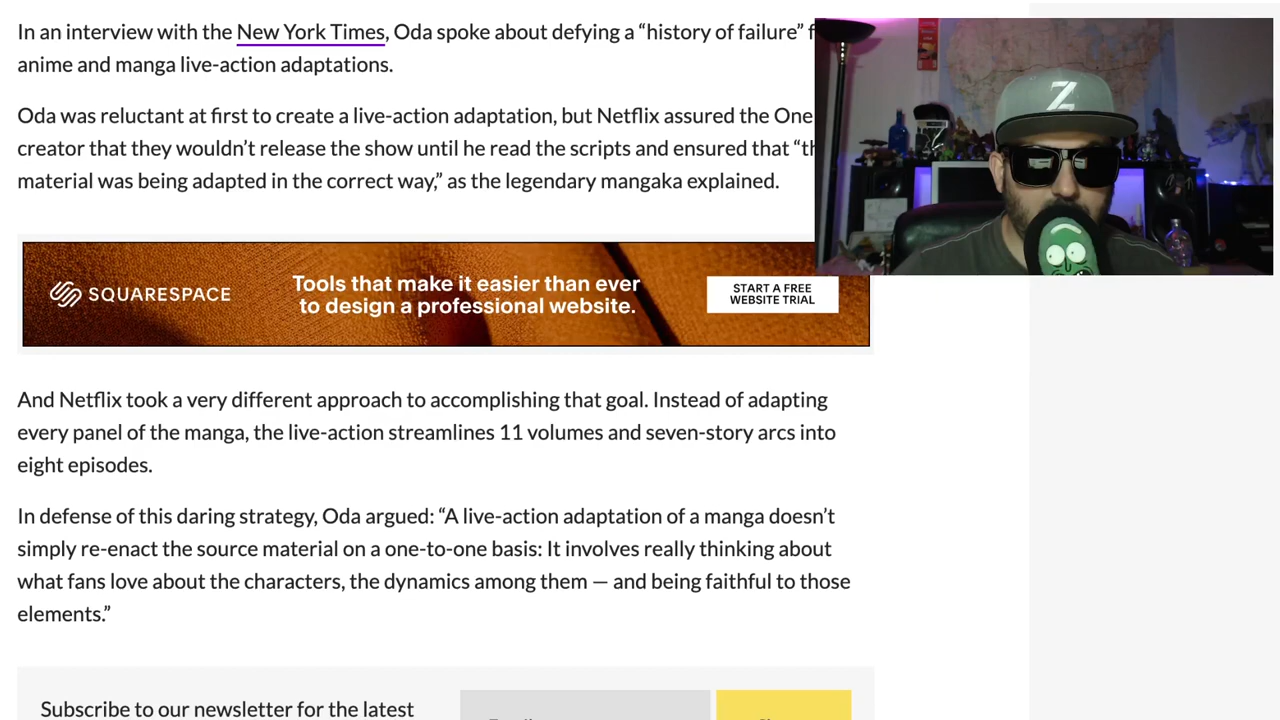 In an interview with the New York Times, Oda spoke about defying a “history of failure”
anime and manga live-action adaptations.
Oda was reluctant at first to create a live-action adaptation, but Netflix assured the One
creator that they wouldn’t release the show until he read the scripts and ensured that
material was being adapted in the correct way,” as the legendary mangaka explained.
SQUARESPACE
Tools that make it easier than ever
to design a professional website.
START A FREE
WEBSITE TRIAL
And Netflix took a very different approach to accomplishing that goal. Instead of adapting
every panel of the manga, the live-action streamlines 11 volumes and seven-story arcs into
eight episodes.
In defense of this daring strategy, Oda argued: “A live-action adaptation of a manga doesn’t
simply re-enact the source material on a one-to-one basis: It involves really thinking about
what fans love about the characters, the dynamics among them — and being faithful to those
elements.”
Subscribe to our newsletter for the latest
Z